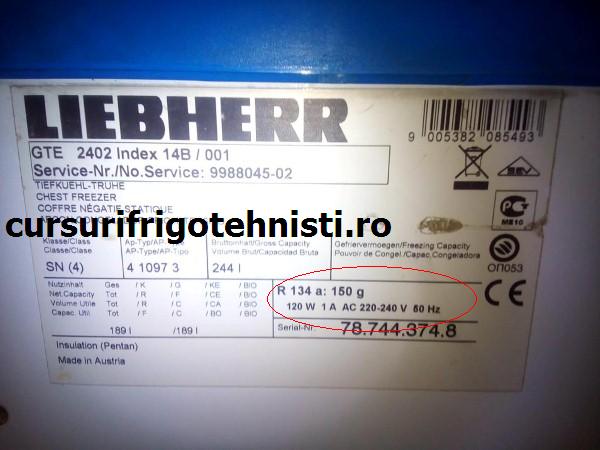 LIEBHERR
9 005382 085493
GTE 2402 Index 14B / 001
Service-Nr./No.Service: 9988045-02
TIEFKUEHL-TRUHE
CHEST FREEZER
COFFRE NÉGATIF STATIQUE
cursurifrigotehnisti.ro
Klasse/Class Ap-Typ/AP-Type Bruttoinhalt/Gross Capacity Gefriervermoegen/Freezing Capacity
Classe/Clase AP-Type/AP-Tipo Volume Brut/Capacidad Bruta Pouvoir de Congel./Cap.Congeladora
SN (4) 4 1097 3 244 l
ОП053
Nutzinhalt Ges / K / G / KE / BIO
Net.Capacity Tot / R / F / CE / BIO
Volume Utile Tot / R / F / CA / BIO
Capac. Util Tot / F / C / BO / BIO
R 134 a: 150 g
120 W 1 A AC 220-240 V 50 Hz
CE
189 l /189 l
Serial-Nr. 78.744.374.8
Insulation (Pentan)
Made in Austria